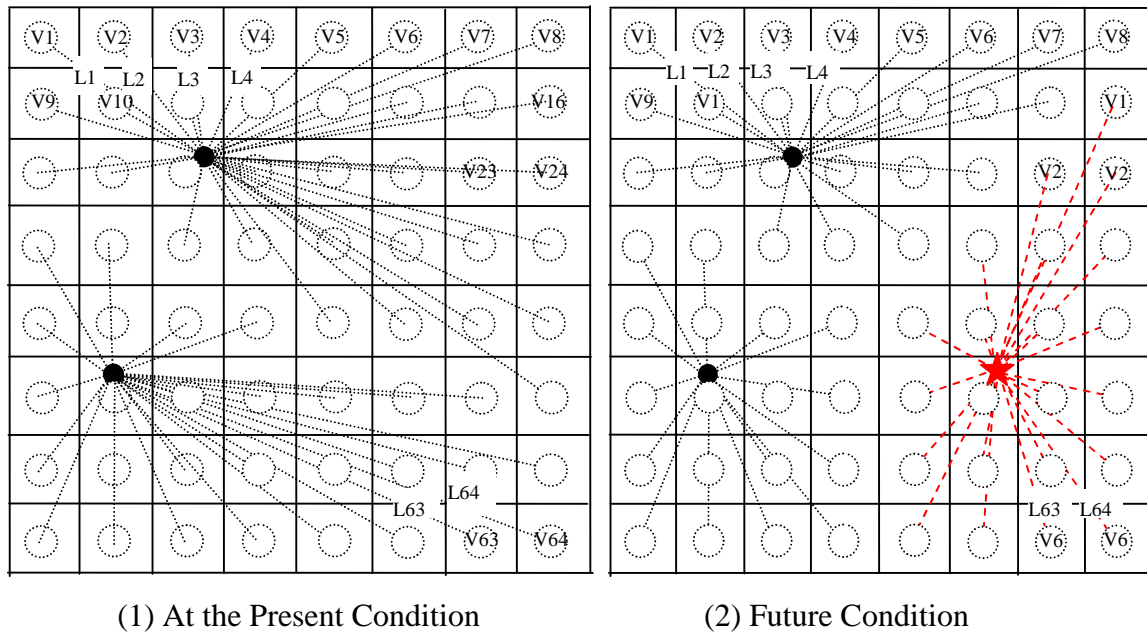 V1 V2 V3 V4 V5 V6 V7 V8
L1 L2 L3 L4
V9 V10 V16
V23 V24
L63 L64
V63 V64
(1) At the Present Condition
V1 V2 V3 V4 V5 V6 V7 V8
L1 L2 L3 L4
V9 V1 V1
V2 V2
L63 L64
V6 V6
(2) Future Condition